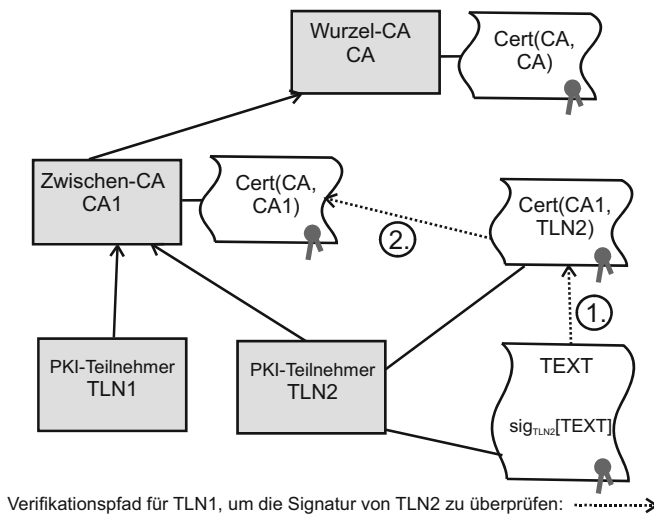 Wurzel-CA
CA
Cert(CA,
CA)
Zwischen-CA
CA1
Cert(CA,
CA1)
Cert(CA1,
TLN2)
2.
1.
PKI-Teilnehmer
TLN1
PKI-Teilnehmer
TLN2
TEXT
sigTLN2[TEXT]
Verifikationspfad für TLN1, um die Signatur von TLN2 zu überprüfen: